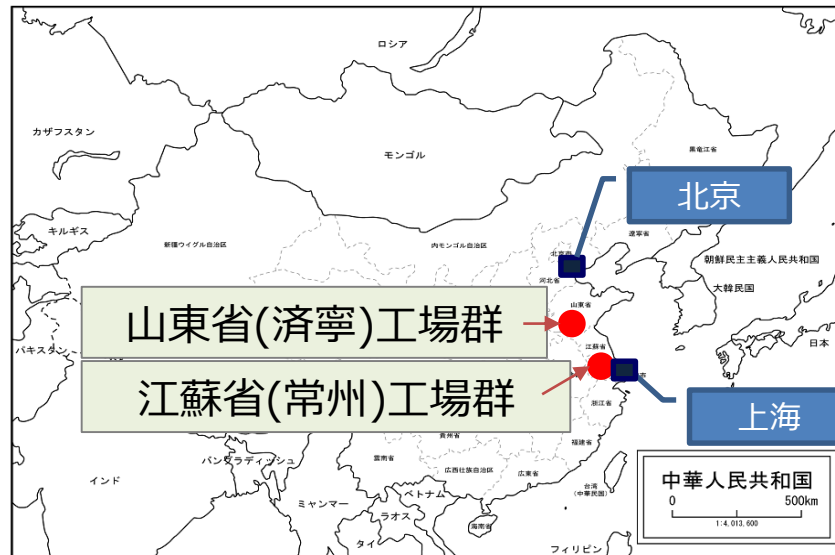 ロシア
カザフスタン
モンゴル
黒竜江省
北京
キルギス
新疆ウイグル自治区
内モンゴル自治区
遼寧省
北京市
朝鮮民主主義人民共和国
河北省
大韓民国
山東省
山東省(済寧)工場群
日本
パキスタン
江蘇省
江蘇省(常州)工場群
浙江省
上海
貴州省
福建省
雲南省
バングラディッシュ
広西壮族自治区
広東省
インド
台湾
(中華民国)
ベトナム
ミャンマー
ラオス
海南省
タイ
フィリピン
中華人民共和国
0 500km
1:4,013,600